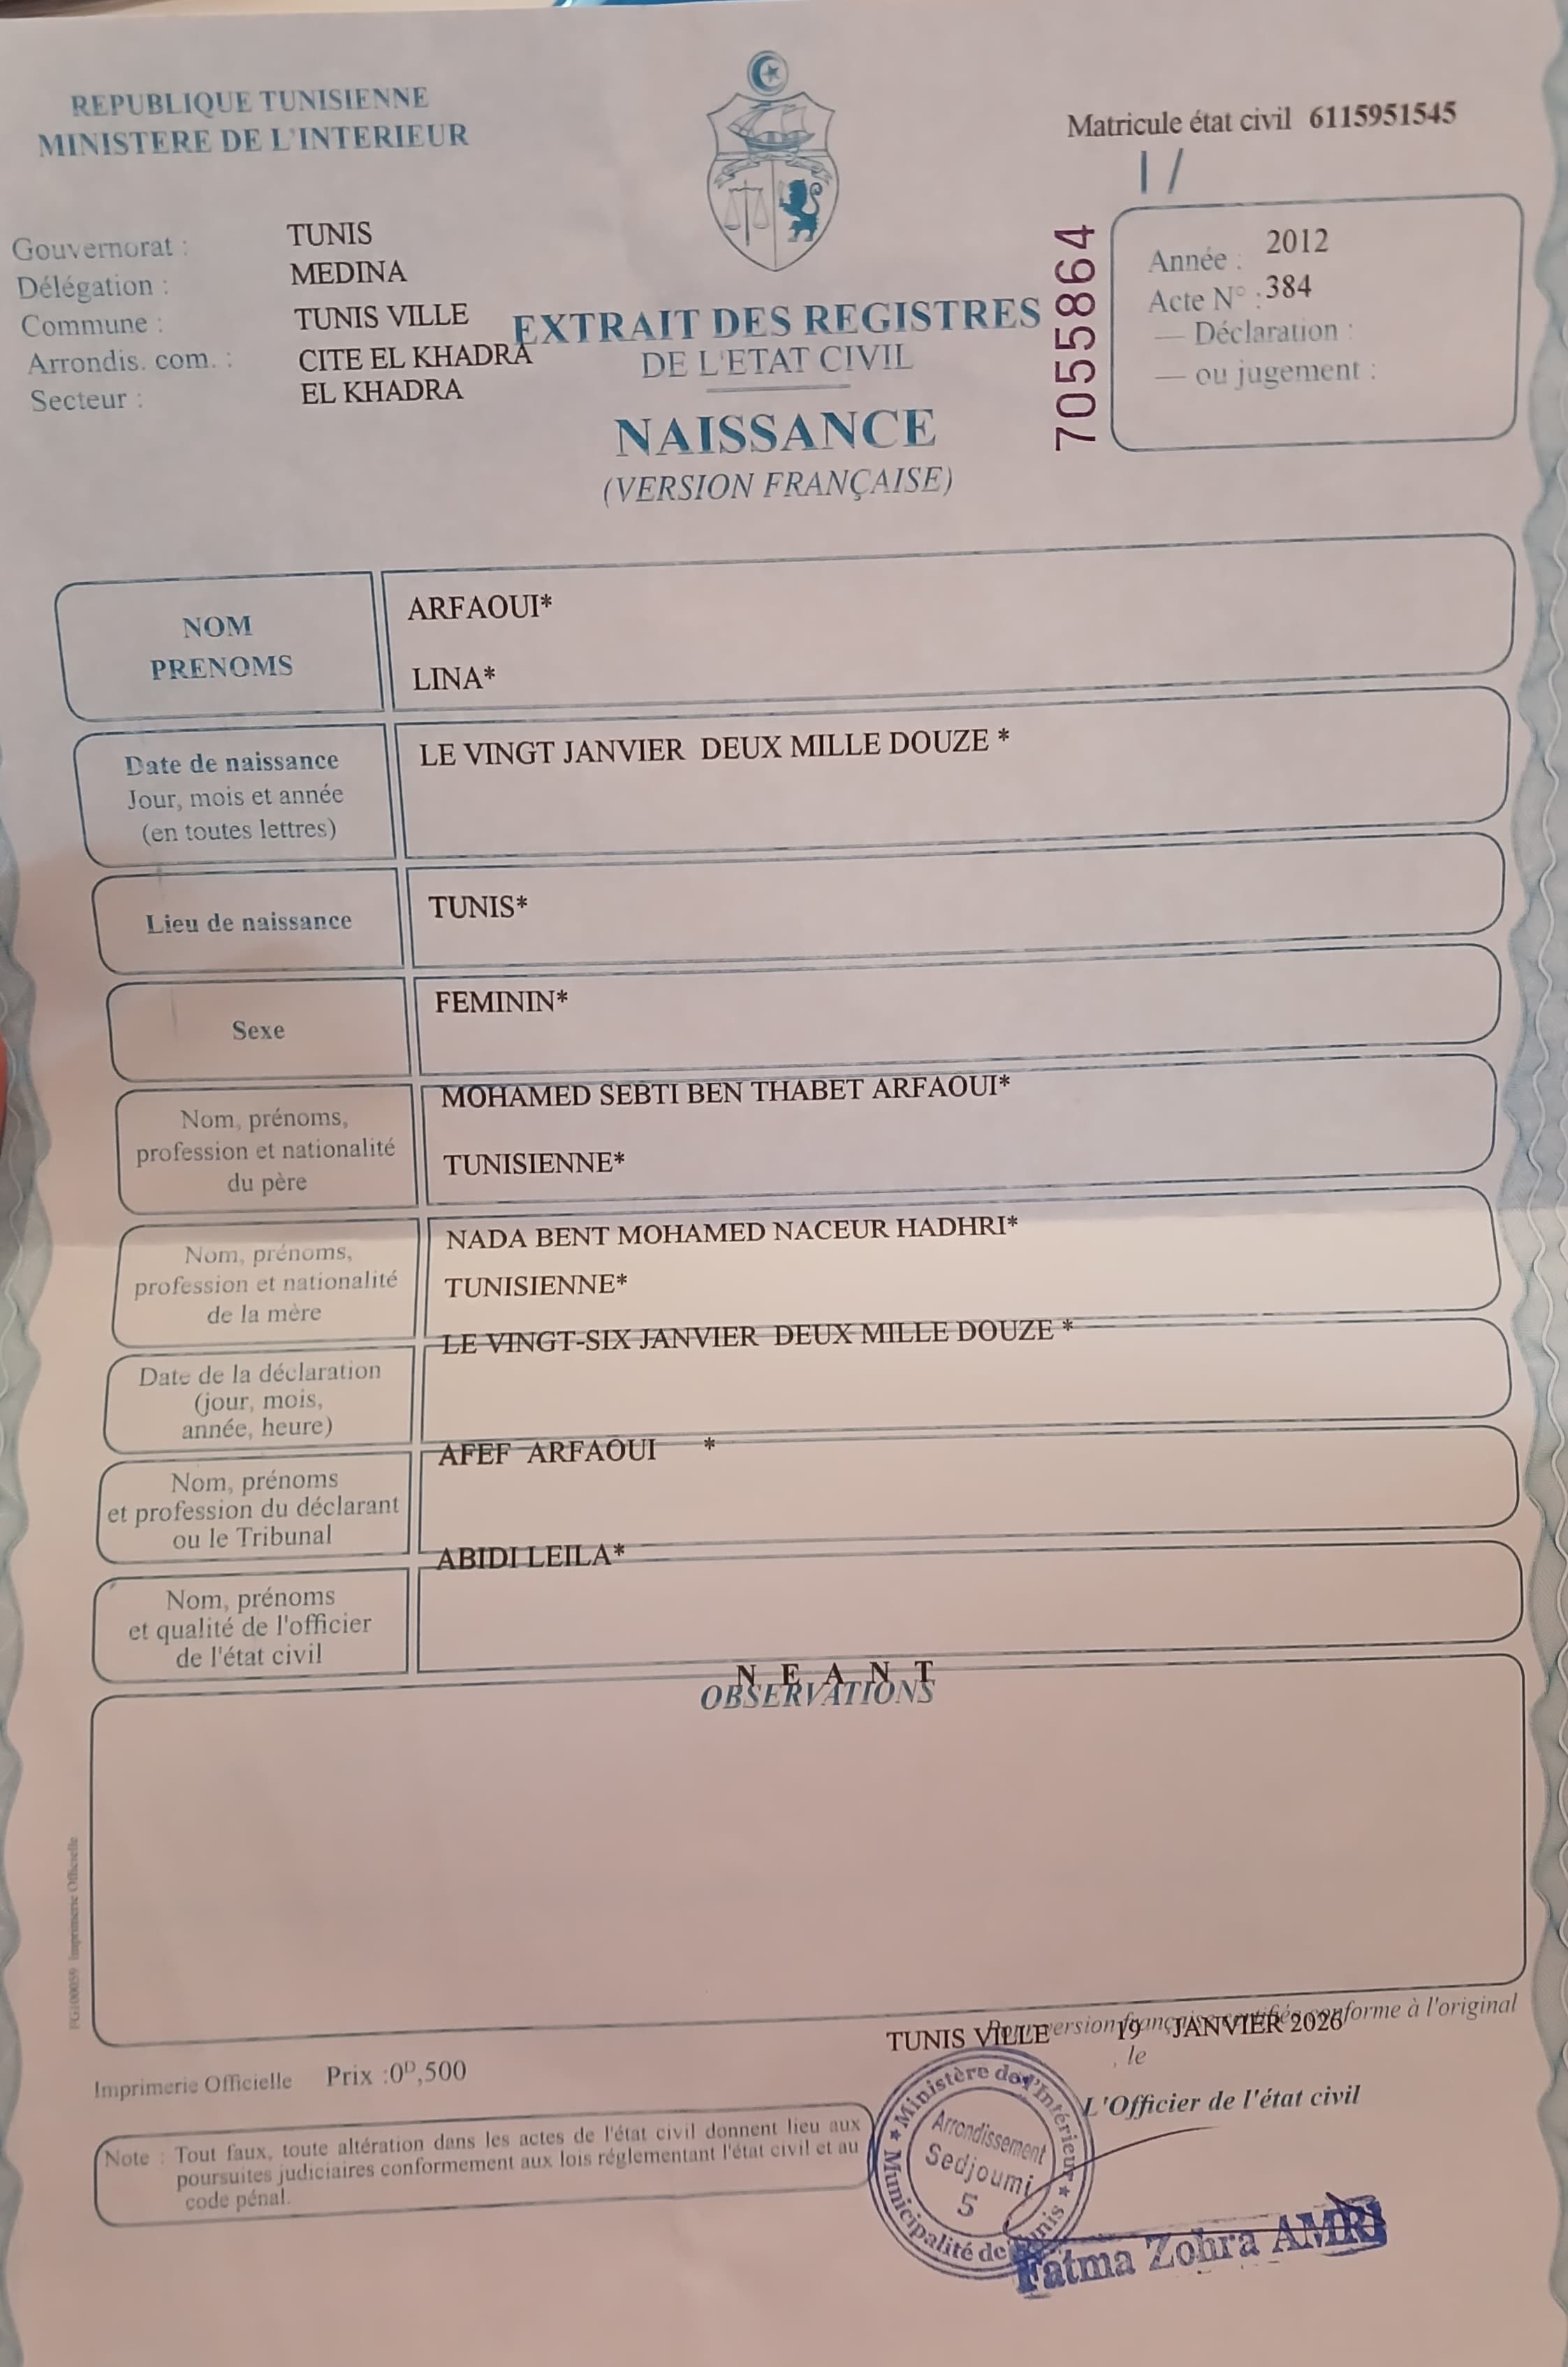 REPUBLIQUE TUNISIENNE
MINISTERE DE L'INTERIEUR
Matricule état civil 6115951545
1/
Gouvernorat : TUNIS
Délégation : MEDINA
Commune : TUNIS VILLE
Arrondis. com. : CITE EL KHADRA
Secteur : EL KHADRA
EXTRAIT DES REGISTRES
DE L'ETAT CIVIL
NAISSANCE
(VERSION FRANÇAISE)
7055864
Année : 2012
Acte N° : 384
— Déclaration :
— ou jugement :
NOM
PRENOMS
ARFAOUI*
LINA*
Date de naissance
Jour, mois et année
(en toutes lettres)
LE VINGT JANVIER DEUX MILLE DOUZE *
Lieu de naissance
TUNIS*
Sexe
FEMININ*
Nom, prénoms,
profession et nationalité
du père
MOHAMED SEBTI BEN THABET ARFAOUI*
TUNISIENNE*
Nom, prénoms,
profession et nationalité
de la mère
NADA BENT MOHAMED NACEUR HADHRI*
TUNISIENNE*
Date de la déclaration
(jour, mois,
année, heure)
LE VINGT-SIX JANVIER DEUX MILLE DOUZE *
Nom, prénoms
et profession du déclarant
ou le Tribunal
AFEF ARFAOUI *
Nom, prénoms
et qualité de l'officier
de l'état civil
ABIDI LEILA*
N E A N T
OBSERVATIONS
PG100059 Imprimerie Officielle
Pour version française certifiée conforme à l'original
TUNIS VILLE 19 JANVIER 2026
, le
L'Officier de l'état civil
Imprimerie Officielle Prix :0D,500
Note : Tout faux, toute altération dans les actes de l'état civil donnent lieu aux
poursuites judiciaires conformement aux lois réglementant l'état civil et au
code pénal.
Ministère de l'Intérieur
Arrondissement
Sedjoumi
5
Municipalité de Tunis
Fatma Zohra AMRI